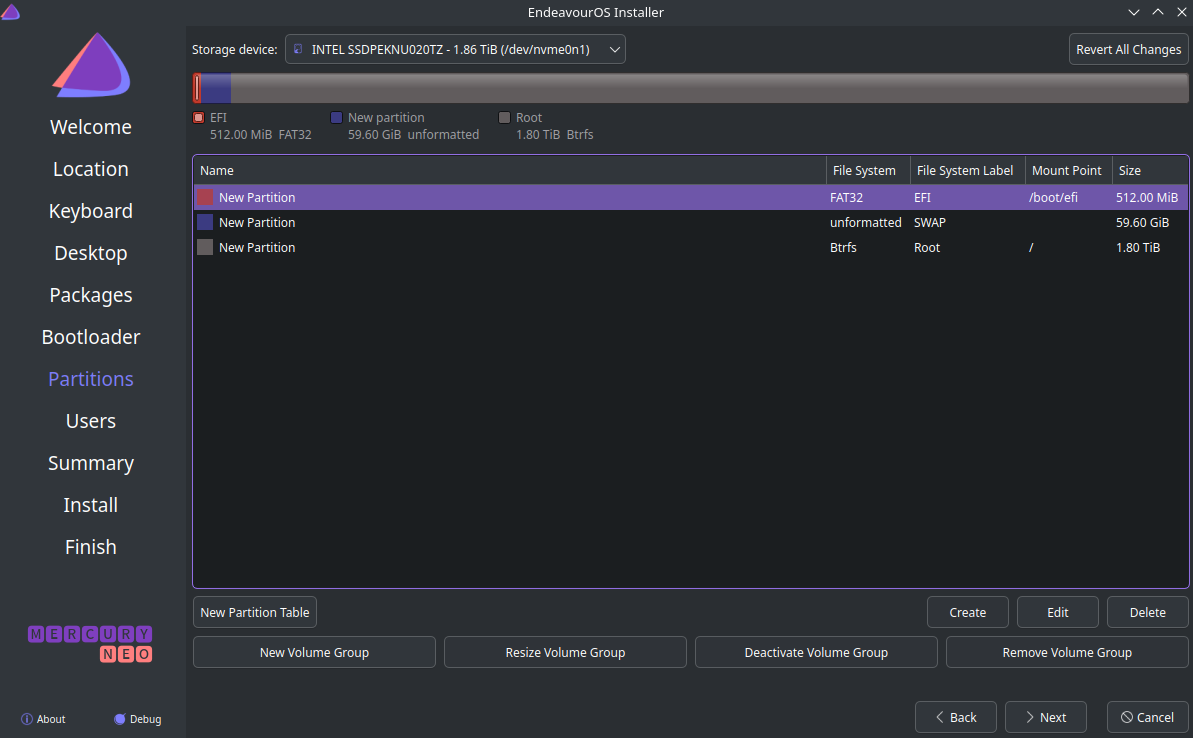 EndeavourOS Installer
Storage device: INTEL SSDPEKNU020TZ - 1.86 TiB (/dev/nvme0n1) Revert All Changes
EFI New partition Root
512.00 MiB FAT32 59.60 GiB unformatted 1.80 TiB Btrfs
Name File System File System Label Mount Point Size
New Partition FAT32 EFI /boot/efi 512.00 MiB
New Partition unformatted SWAP 59.60 GiB
New Partition Btrfs Root / 1.80 TiB
Welcome
Location
Keyboard
Desktop
Packages
Bootloader
Partitions
Users
Summary
Install
Finish
MERCURY
NEO
About Debug
New Partition Table Create Edit Delete
New Volume Group Resize Volume Group Deactivate Volume Group Remove Volume Group
Back Next Cancel